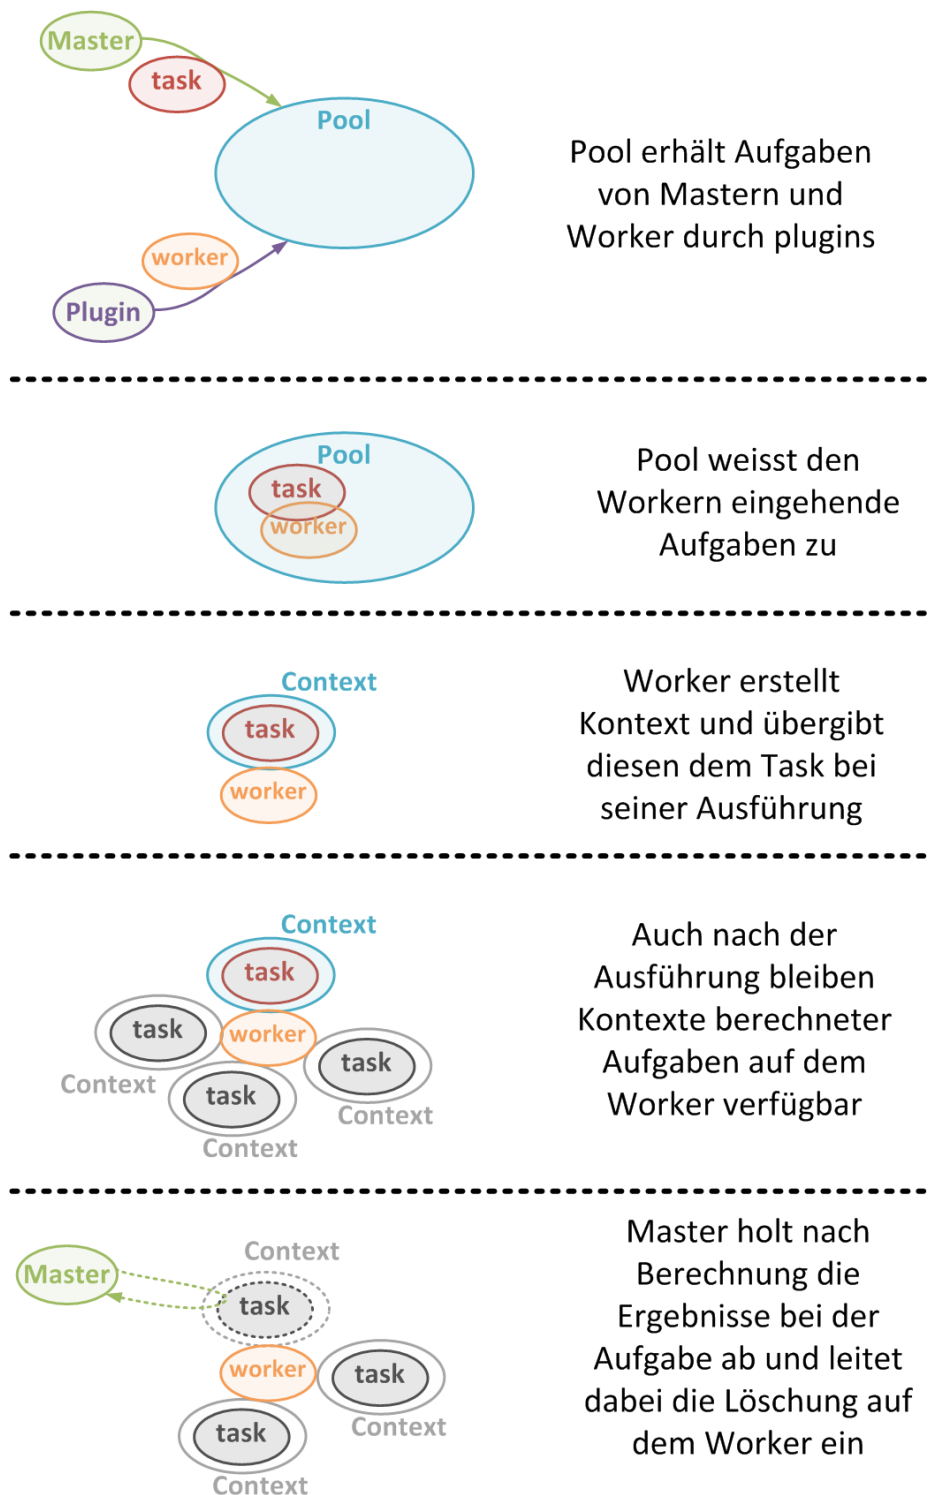 Master
task
Pool
worker
Plugin
Pool erhält Aufgaben
von Mastern und
Worker durch plugins
Pool
task
worker
Pool weisst den
Workern eingehende
Aufgaben zu
Context
task
worker
Worker erstellt
Kontext und übergibt
diesen dem Task bei
seiner Ausführung
Context
task
task
worker
task
Context
task
Context
Context
Auch nach der
Ausführung bleiben
Kontexte berechneter
Aufgaben auf dem
Worker verfügbar
Context
Master
task
worker
task
Context
task
Context
Master holt nach
Berechnung die
Ergebnisse bei der
Aufgabe ab und leitet
dabei die Löschung auf
dem Worker ein